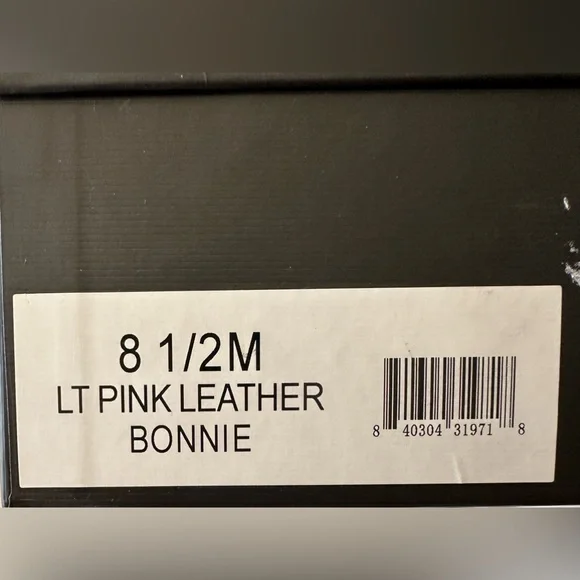 8 1/2M
LT PINK LEATHER
BONNIE
8 40304 31971 8